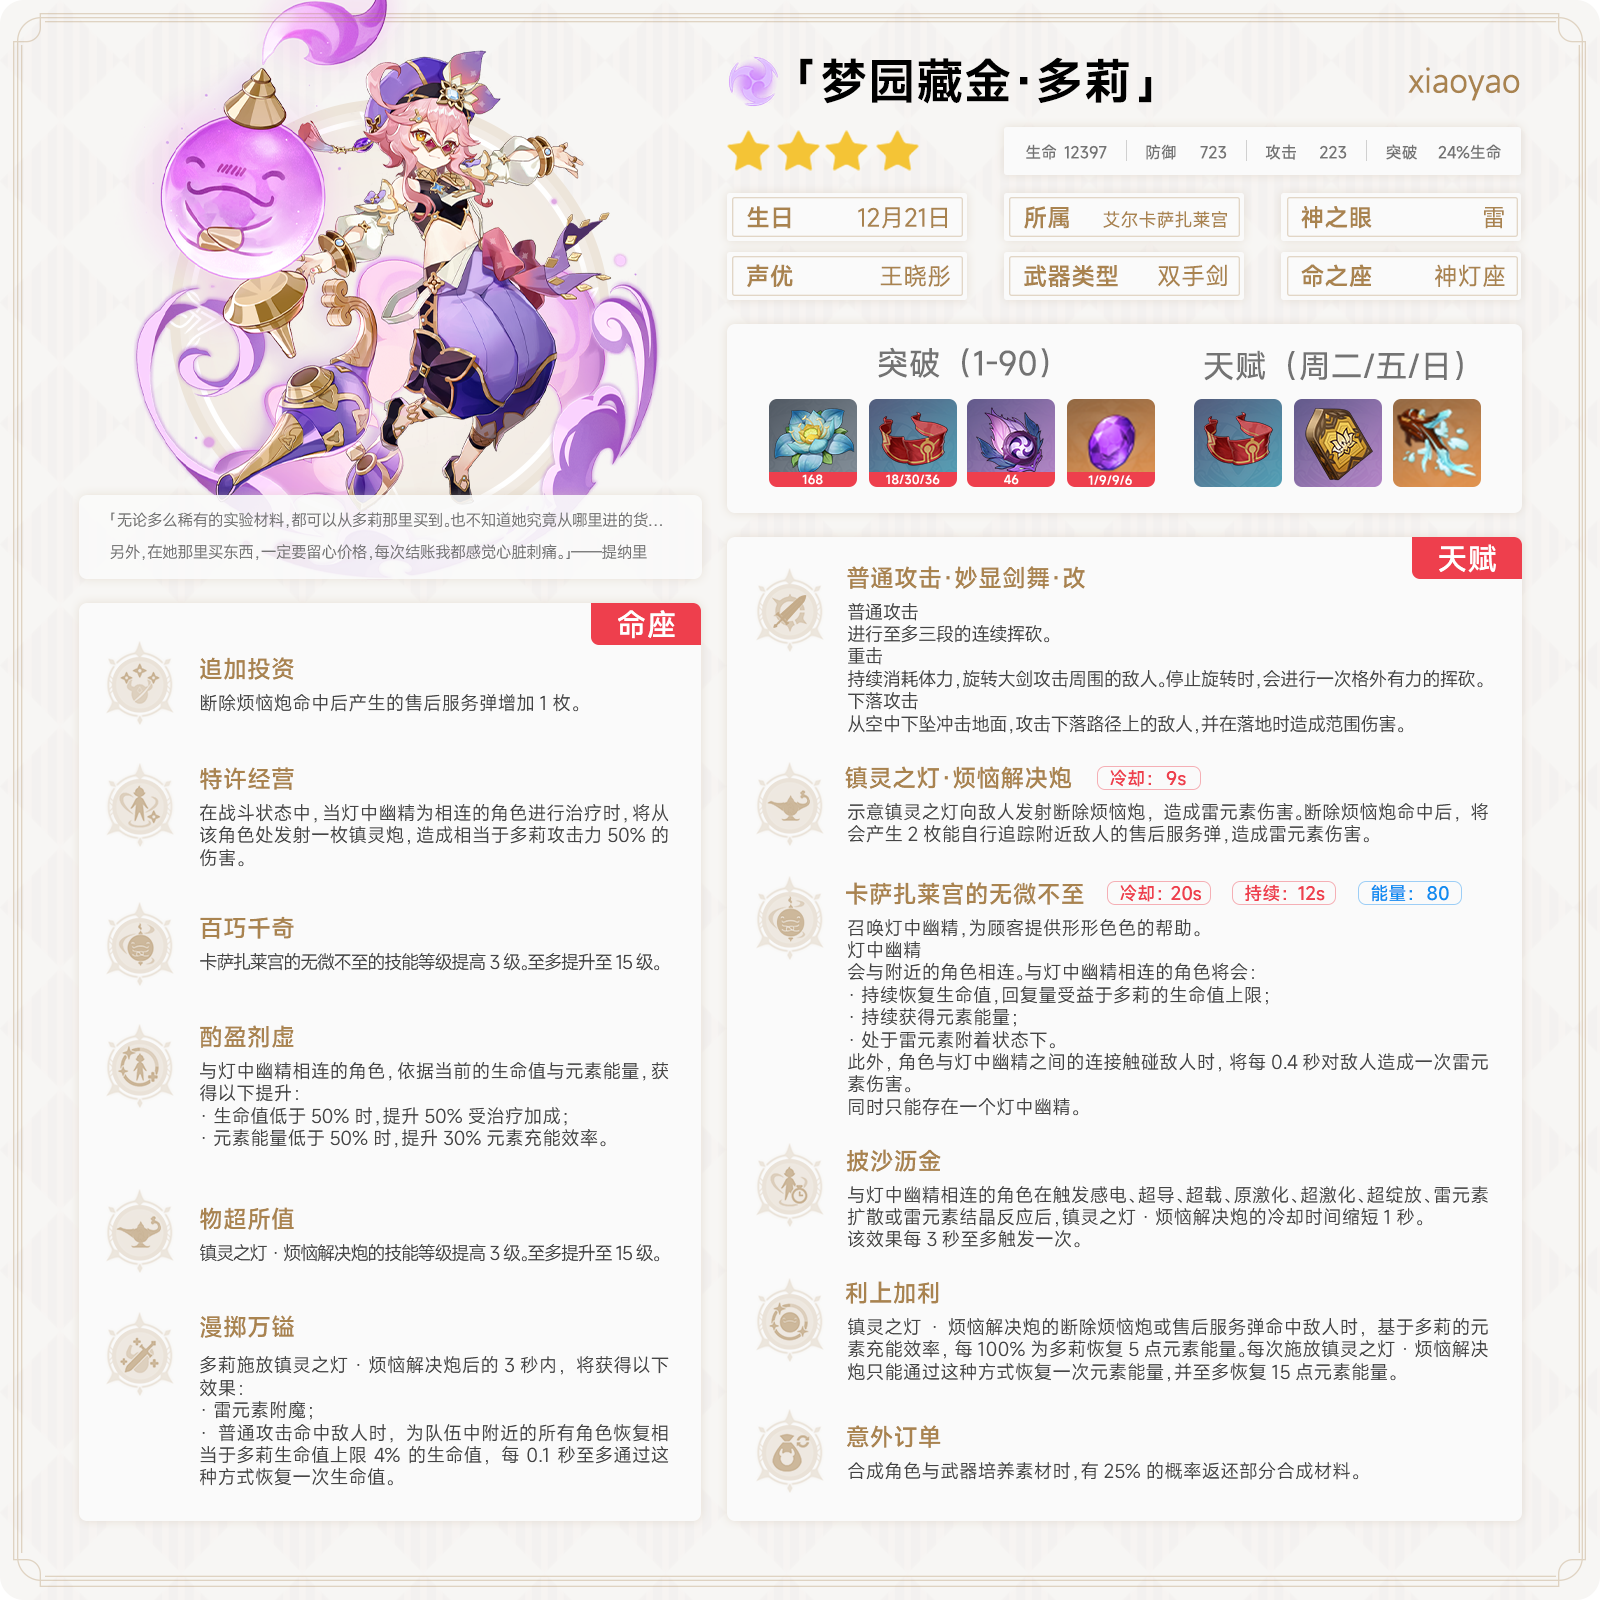 「梦园藏金·多莉」
xiaoyao
生命 12397 防御 723 攻击 223 突破 24%生命
生日 12月21日
所属 艾尔卡萨扎莱宫
神之眼 雷
声优 王晓彤
武器类型 双手剑
命之座 神灯座
突破（1-90）
168
18/30/36
46
1/9/9/6
天赋（周二/五/日）
「无论多么稀有的实验材料,都可以从多莉那里买到。也不知道她究竟从哪里进的货…
另外,在她那里买东西,一定要留心价格,每次结账我都感觉心脏刺痛。」——提纳里
命座
追加投资
断除烦恼炮命中后产生的售后服务弹增加 1 枚。
特许经营
在战斗状态中,当灯中幽精为相连的角色进行治疗时,将从
该角色处发射一枚镇灵炮,造成相当于多莉攻击力 50% 的
伤害。
百巧千奇
卡萨扎莱宫的无微不至的技能等级提高 3 级。至多提升至 15 级。
酌盈剂虚
与灯中幽精相连的角色,依据当前的生命值与元素能量,获
得以下提升:
· 生命值低于 50% 时,提升 50% 受治疗加成;
· 元素能量低于 50% 时,提升 30% 元素充能效率。
物超所值
镇灵之灯 · 烦恼解决炮的技能等级提高 3 级。至多提升至 15 级。
漫掷万镒
多莉施放镇灵之灯 · 烦恼解决炮后的 3 秒内，将获得以下
效果:
· 雷元素附魔;
· 普通攻击命中敌人时，为队伍中附近的所有角色恢复相
当于多莉生命值上限 4% 的生命值，每 0.1 秒至多通过这
种方式恢复一次生命值。
天赋
普通攻击·妙显剑舞·改
普通攻击
进行至多三段的连续挥砍。
重击
持续消耗体力,旋转大剑攻击周围的敌人。停止旋转时,会进行一次格外有力的挥砍。
下落攻击
从空中下坠冲击地面,攻击下落路径上的敌人,并在落地时造成范围伤害。
镇灵之灯·烦恼解决炮 冷却：9s
示意镇灵之灯向敌人发射断除烦恼炮，造成雷元素伤害。断除烦恼炮命中后，将
会产生 2 枚能自行追踪附近敌人的售后服务弹,造成雷元素伤害。
卡萨扎莱宫的无微不至 冷却：20s 持续：12s 能量：80
召唤灯中幽精,为顾客提供形形色色的帮助。
灯中幽精
会与附近的角色相连。与灯中幽精相连的角色将会:
· 持续恢复生命值,回复量受益于多莉的生命值上限;
· 持续获得元素能量;
· 处于雷元素附着状态下。
此外，角色与灯中幽精之间的连接触碰敌人时，将每 0.4 秒对敌人造成一次雷元
素伤害。
同时只能存在一个灯中幽精。
披沙沥金
与灯中幽精相连的角色在触发感电、超导、超载、原激化、超激化、超绽放、雷元素
扩散或雷元素结晶反应后,镇灵之灯 · 烦恼解决炮的冷却时间缩短 1 秒。
该效果每 3 秒至多触发一次。
利上加利
镇灵之灯 · 烦恼解决炮的断除烦恼炮或售后服务弹命中敌人时，基于多莉的元
素充能效率，每 100% 为多莉恢复 5 点元素能量。每次施放镇灵之灯 · 烦恼解决
炮只能通过这种方式恢复一次元素能量,并至多恢复 15 点元素能量。
意外订单
合成角色与武器培养素材时,有 25% 的概率返还部分合成材料。